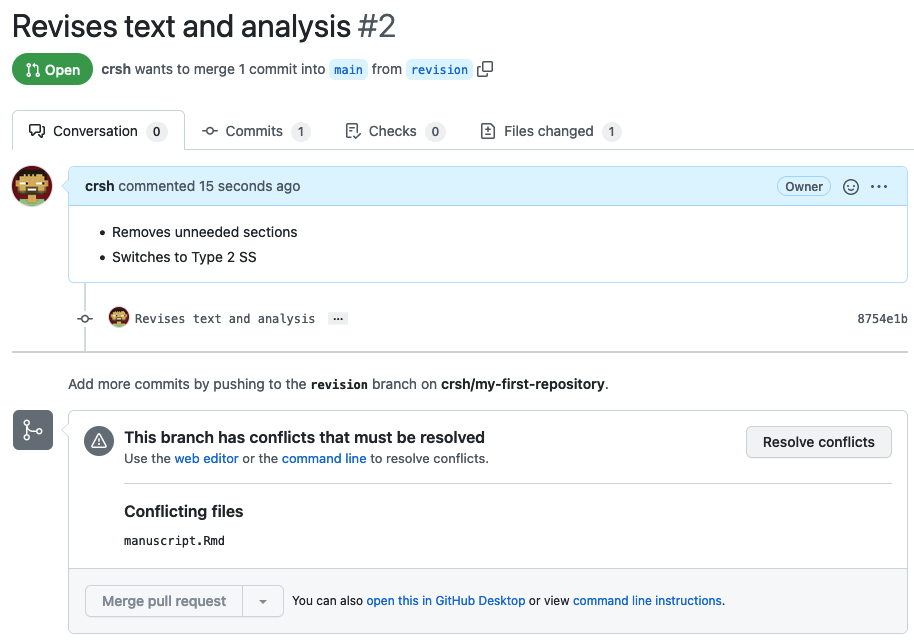 Revises text and analysis #2
Open crsh wants to merge 1 commit into main from revision
Conversation 0 Commits 1 Checks 0 Files changed 1
crsh commented 15 seconds ago Owner ...
• Removes unneeded sections
• Switches to Type 2 SS
Revises text and analysis ... 8754e1b
Add more commits by pushing to the revision branch on crsh/my-first-repository.
This branch has conflicts that must be resolved
Resolve conflicts
Use the web editor or the command line to resolve conflicts.
Conflicting files
manuscript.Rmd
Merge pull request You can also open this in GitHub Desktop or view command line instructions.